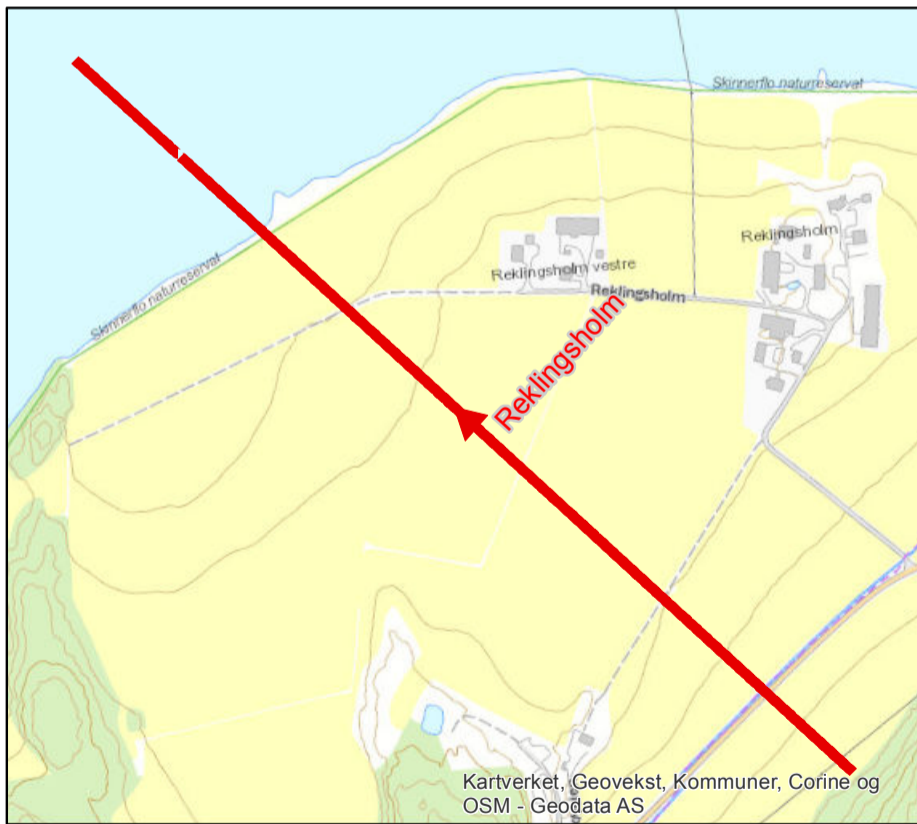 Skinnerflo naturreservat
Reklingsholm
Reklingsholm vestre
Skinnerflo naturreservat
Reklingsholm
Reklingsholm
Kartverket, Geovekst, Kommuner, Corine og
OSM - Geodata AS